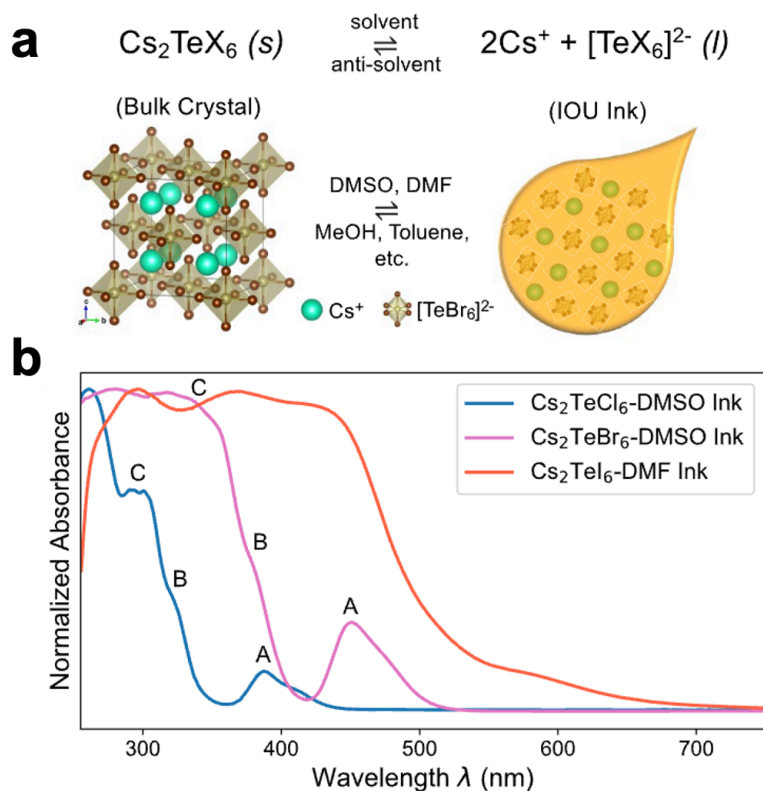 a
Cs₂TeX₆ (s)
solvent
⇌
anti-solvent
2Cs⁺ + [TeX₆]²⁻ (l)
(Bulk Crystal)
(IOU Ink)
DMSO, DMF
⇌
MeOH, Toluene,
etc.
c
a
b
Cs⁺
[TeBr₆]²⁻
b
Normalized Absorbance
C
B
A
C
B
A
Cs₂TeCl₆-DMSO Ink
Cs₂TeBr₆-DMSO Ink
Cs₂TeI₆-DMF Ink
300
400
500
600
700
Wavelength λ (nm)